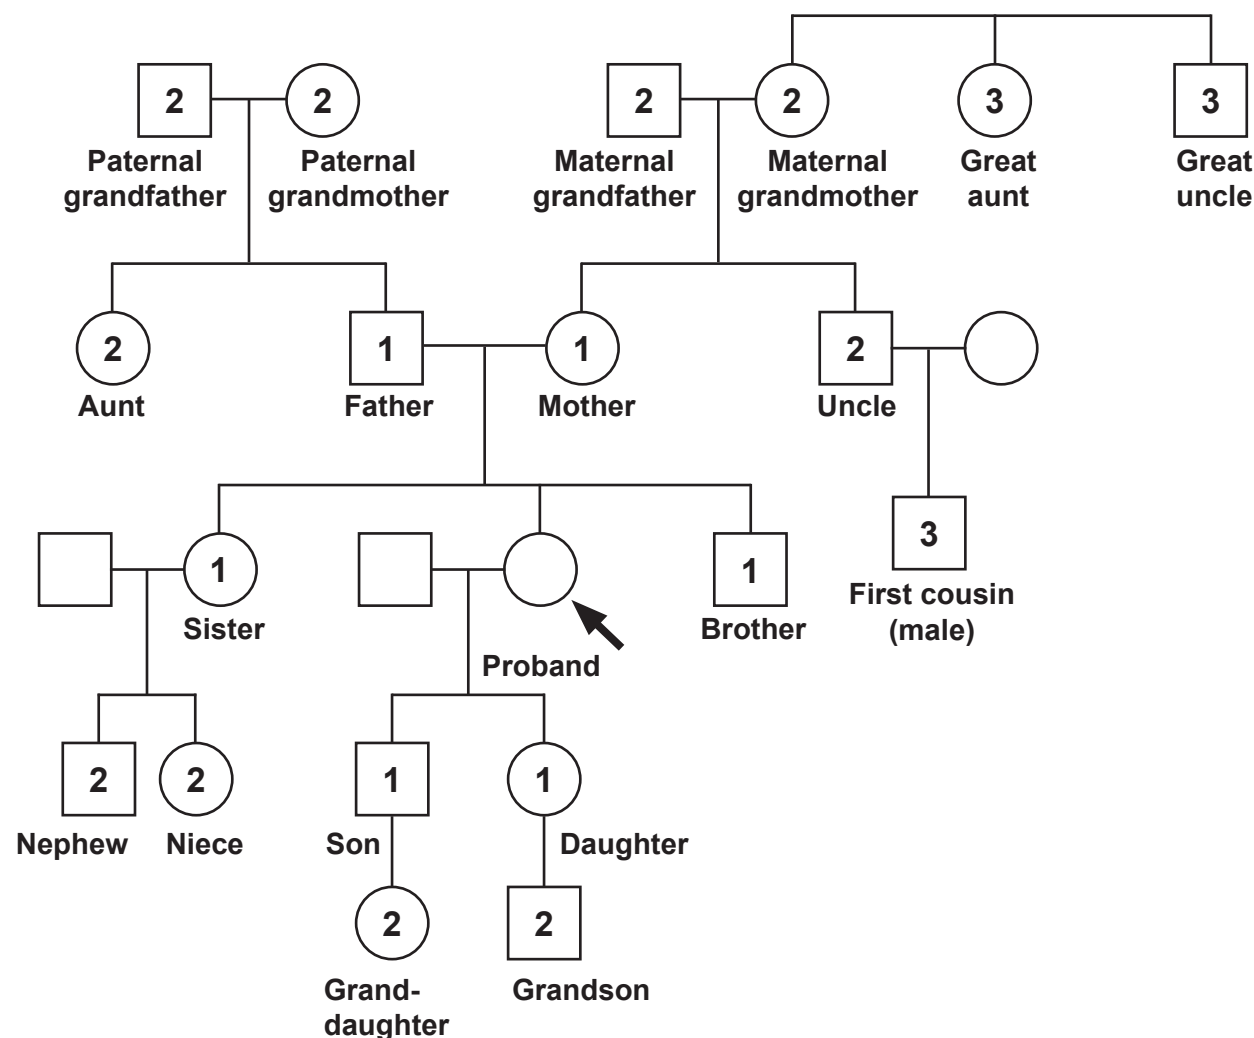 2
2
2
2
3
3
Paternal
grandfather
Paternal
grandmother
Maternal
grandfather
Maternal
grandmother
Great
aunt
Great
uncle
2
1
1
2
Aunt
Father
Mother
Uncle
3
First cousin
(male)
1
1
Sister
Proband
Brother
2
2
1
1
Nephew
Niece
Son
Daughter
2
2
Grand-
daughter
Grandson